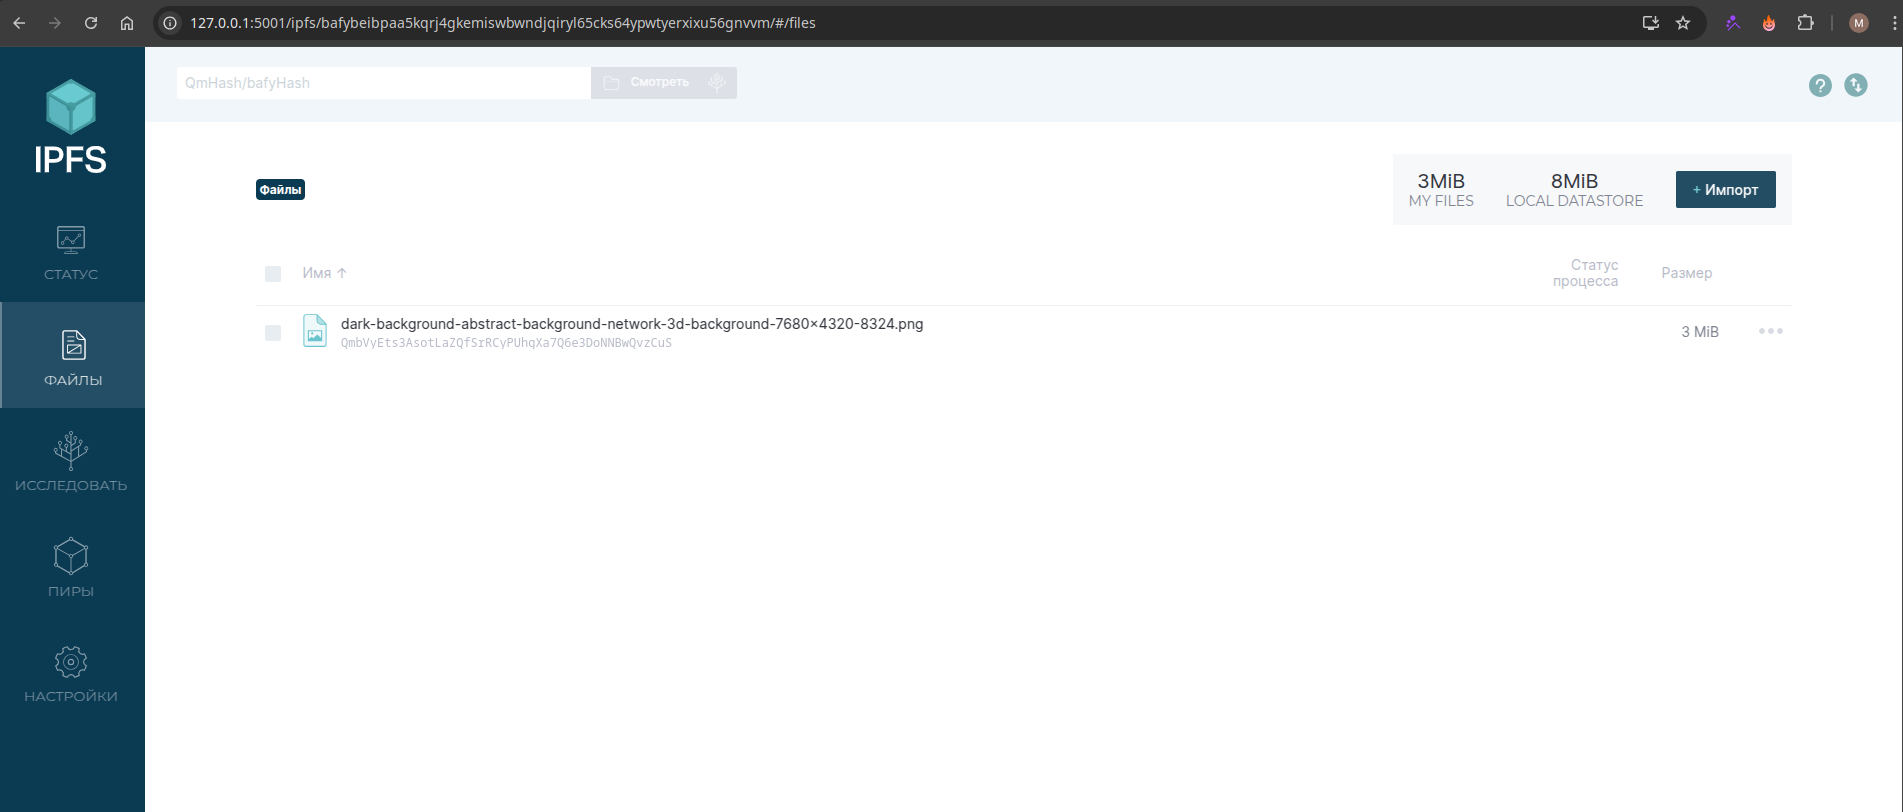 127.0.0.1:5001/ipfs/bafybeibpaa5kqrj4gkemiswbwndjqiryl65cks64ypwtyerxixu56gnvvm/#/files
M
QmHash/bafyHash
Смотреть
?
IPFS
СТАТУС
ФАЙЛЫ
ИССЛЕДОВАТЬ
ПИРЫ
НАСТРОЙКИ
Файлы
3MiB
MY FILES
8MiB
LOCAL DATASTORE
+ Импорт
Имя ↑
Статус
процесса
Размер
dark-background-abstract-background-network-3d-background-7680×4320-8324.png
3 MiB
QmbVyEts3AsotLaZQfSrRCyPUhqXa7Q6e3DoNNBwQvzCuS